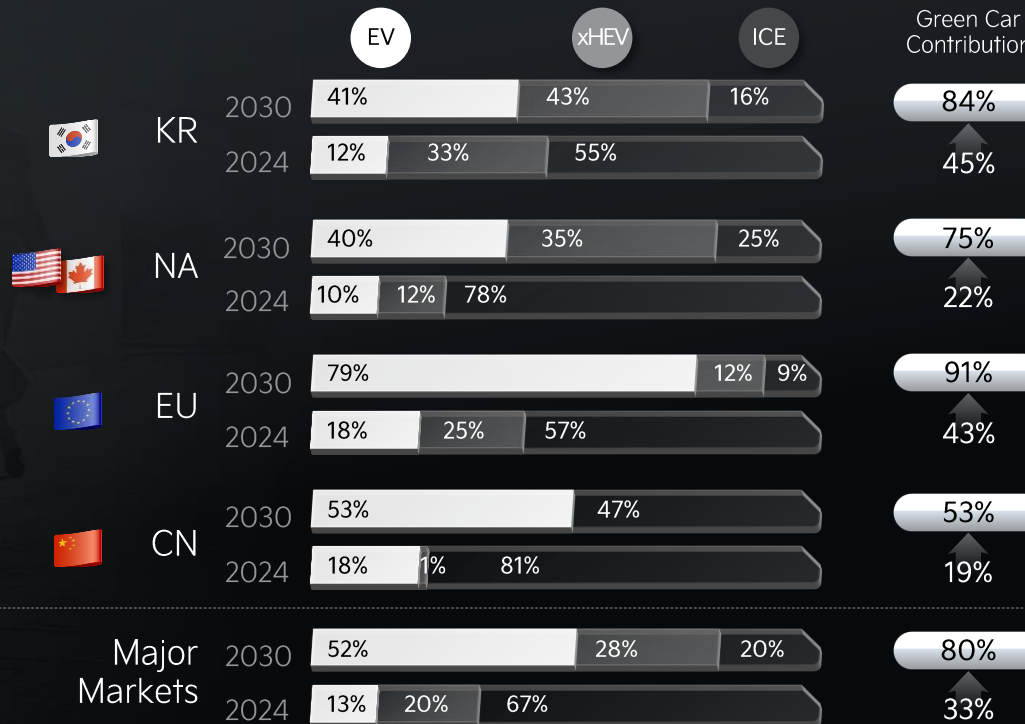 EV xHEV ICE Green Car
Contribution
KR
2030 41% 43% 16% 84%
2024 12% 33% 55% 45%
NA
2030 40% 35% 25% 75%
2024 10% 12% 78% 22%
EU
2030 79% 12% 9% 91%
2024 18% 25% 57% 43%
CN
2030 53% 47% 53%
2024 18% 1% 81% 19%
Major
Markets
2030 52% 28% 20% 80%
2024 13% 20% 67% 33%